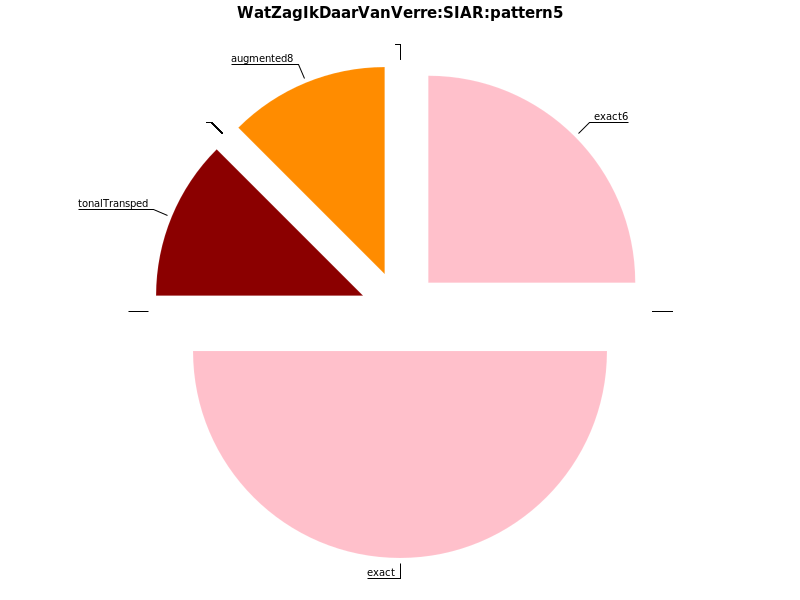 WatZagIkDaarVanVerre:SIAR:pattern5
augmented8
exact6
tonalTransped
exact